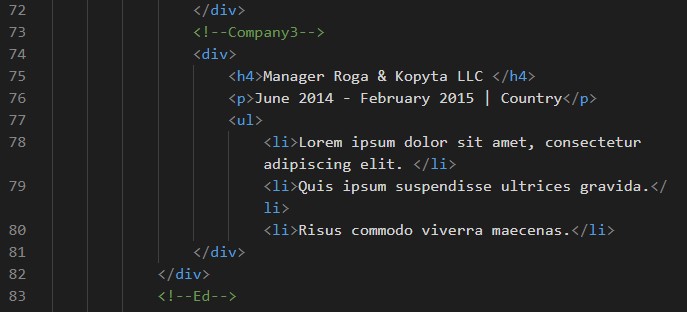 72 </div>
73 <!--Company3-->
74 <div>
75 <h4>Manager Roga & Kopyta LLC </h4>
76 <p>June 2014 - February 2015 | Country</p>
77 <ul>
78 <li>Lorem ipsum dolor sit amet, consectetur
adipiscing elit. </li>
79 <li>Quis ipsum suspendisse ultrices gravida.</
li>
80 <li>Risus commodo viverra maecenas.</li>
81 </div>
82 </div>
83 <!--Ed-->